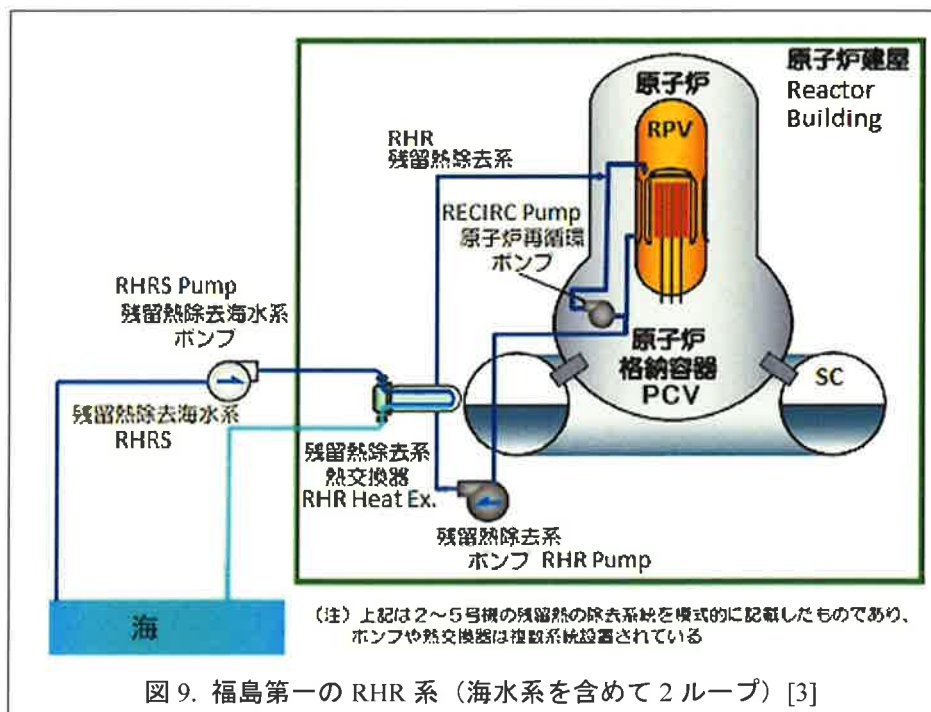 原子炉建屋
Reactor
Building
原子炉
RPV
RHR
残留熱除去系
RECIRC Pump
原子炉再循環
ポンプ
RHRS Pump
残留熱除去海水系
ポンプ
原子炉
格納容器
PCV
SC
残留熱除去海水系
RHRS
残留熱除去系
熱交換器
RHR Heat Ex.
残留熱除去系
ポンプ RHR Pump
海
(注)上記は2~5号機の残留熱の除去系統を模式的に記載したものであり、
ポンプや熱交換器は複数系統設置されている
図 9. 福島第一の RHR 系(海水系を含めて 2 ループ)[3]